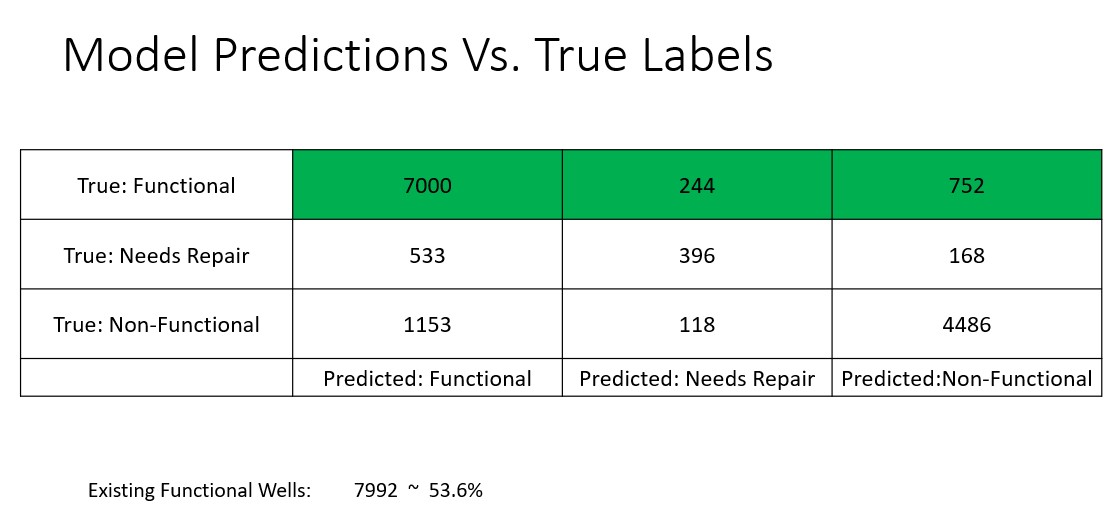 Model Predictions Vs. True Labels
True: Functional 7000 244 752
True: Needs Repair 533 396 168
True: Non-Functional 1153 118 4486
Predicted: Functional Predicted: Needs Repair Predicted:Non-Functional
Existing Functional Wells: 7992 ~ 53.6%